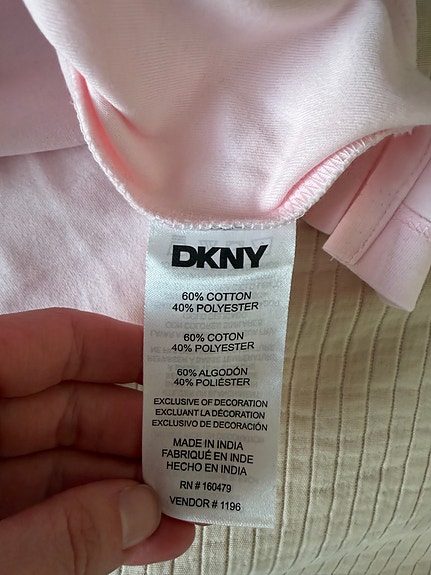 DKNY
60% COTTON
40% POLYESTER
60% COTON
40% POLYESTER
60% ALGODÓN
40% POLIÉSTER
EXCLUSIVE OF DECORATION
EXCLUANT LA DÉCORATION
EXCLUSIVO DE DECORACIÓN
MADE IN INDIA
FABRIQUÉ EN INDE
HECHO EN INDIA
RN # 160479
VENDOR # 1196